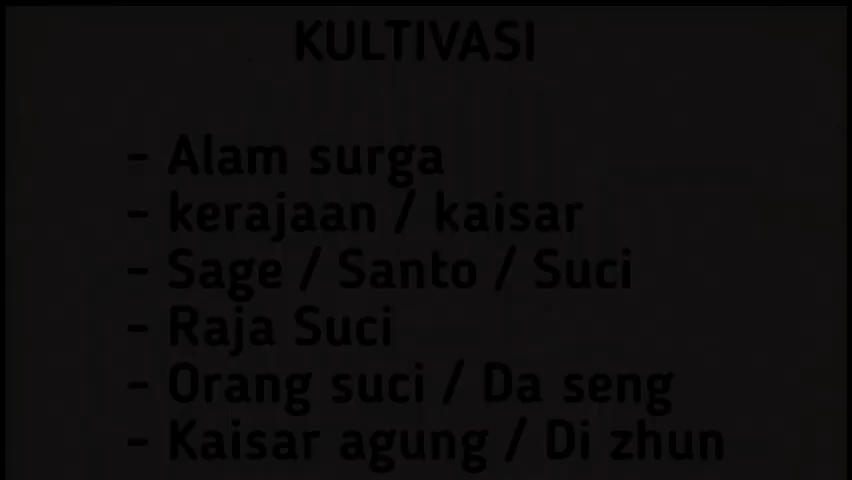 KULTIVASI
- Alam surga
- kerajaan / kaisar
- Sage / Santo / Suci
- Raja Suci
- Orang suci / Da seng
- Kaisar agung / Di zhun